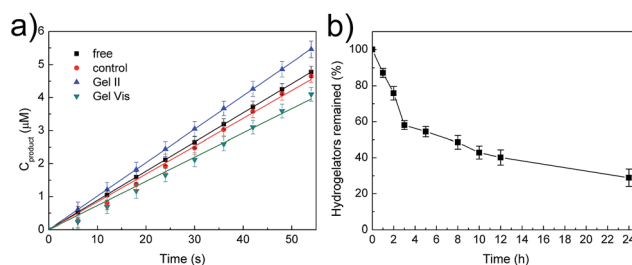 a)
6
5
4
3
2
1
0
C product (μM)
free
control
Gel II
Gel Vis
0 10 20 30 40 50
Time (s)
b)
100
80
60
40
20
0
Hydrogelators remained (%)
0 2 4 6 8 10 12 14 16 18 20 22 24
Time (h)